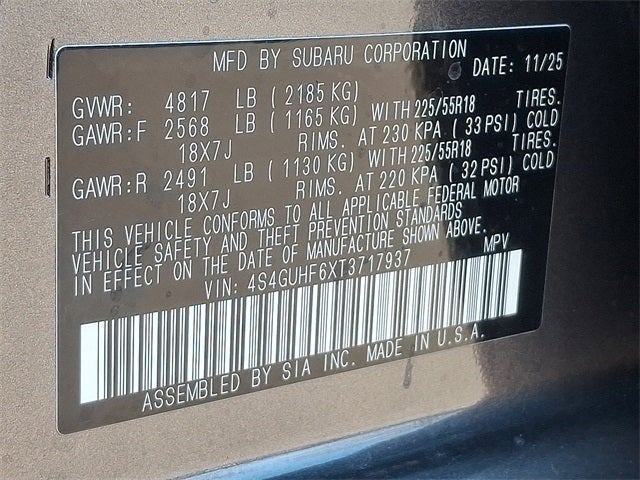 MFD BY SUBARU CORPORATION DATE: 11/25
GVWR: 4817 LB ( 2185 KG)
GAWR:F 2568 LB ( 1165 KG) WITH 225/55R18 TIRES.
18X7J RIMS. AT 230 KPA ( 33 PSI) COLD
GAWR:R 2491 LB ( 1130 KG) WITH 225/55R18 TIRES.
18X7J RIMS. AT 220 KPA ( 32 PSI) COLD
THIS VEHICLE CONFORMS TO ALL APPLICABLE FEDERAL MOTOR
VEHICLE SAFETY AND THEFT PREVENTION STANDARDS
IN EFFECT ON THE DATE OF MANUFACTURE SHOWN ABOVE.
VIN: 4S4GUHF6XT3717937 MPV
ASSEMBLED BY SIA INC. MADE IN U.S.A.